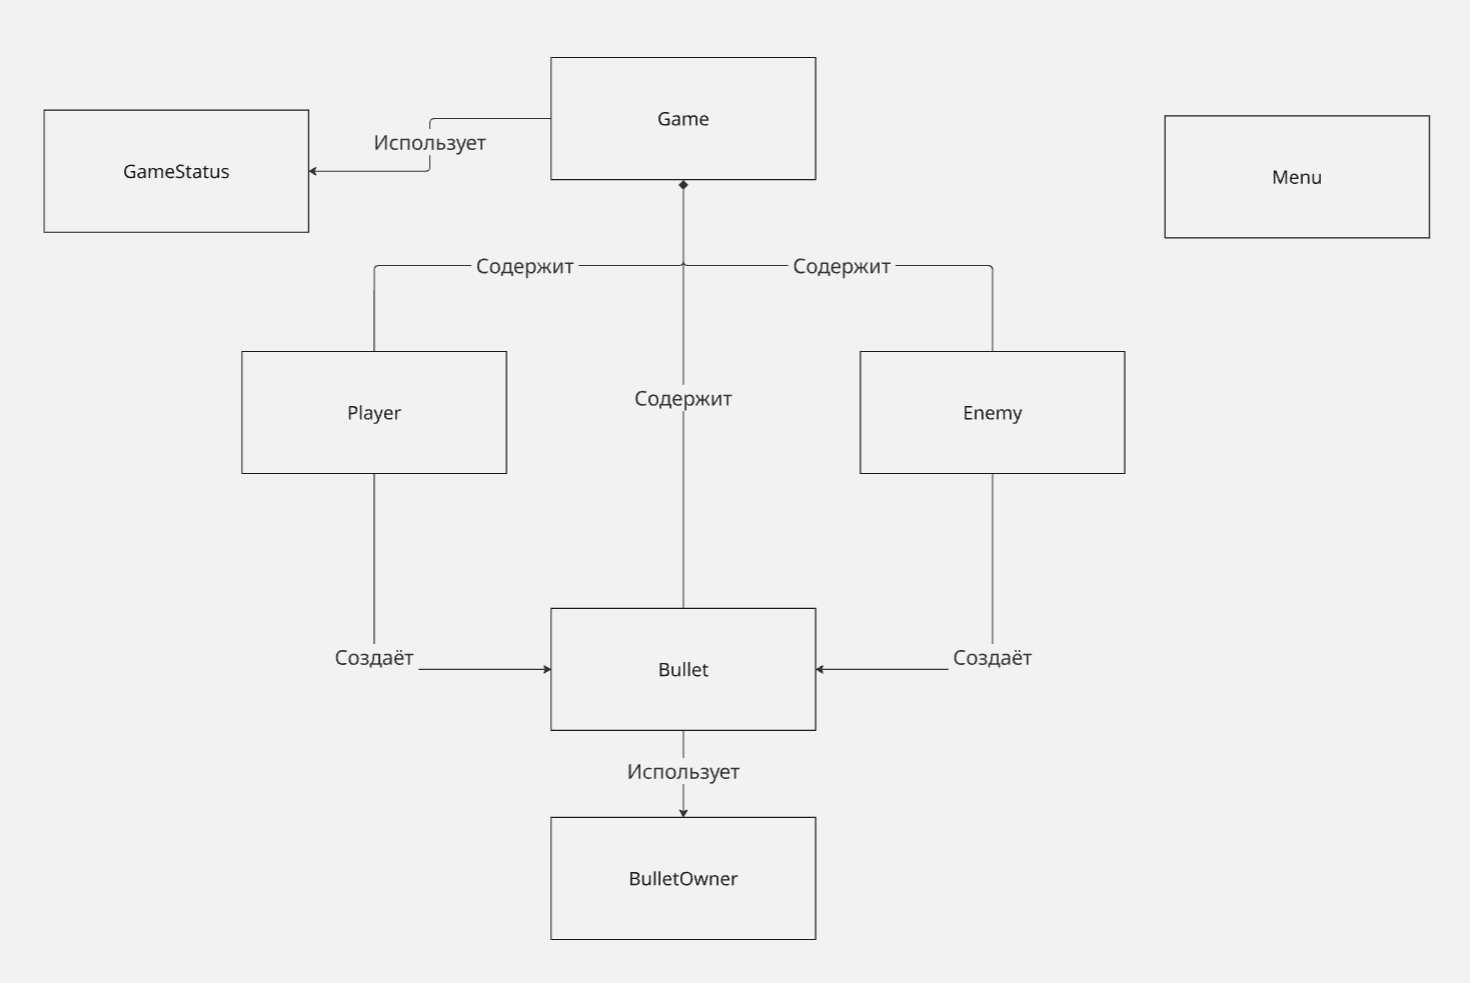 Game
Использует
GameStatus
Menu
Содержит
Содержит
Содержит
Player
Enemy
Создаёт
Создаёт
Bullet
Использует
BulletOwner